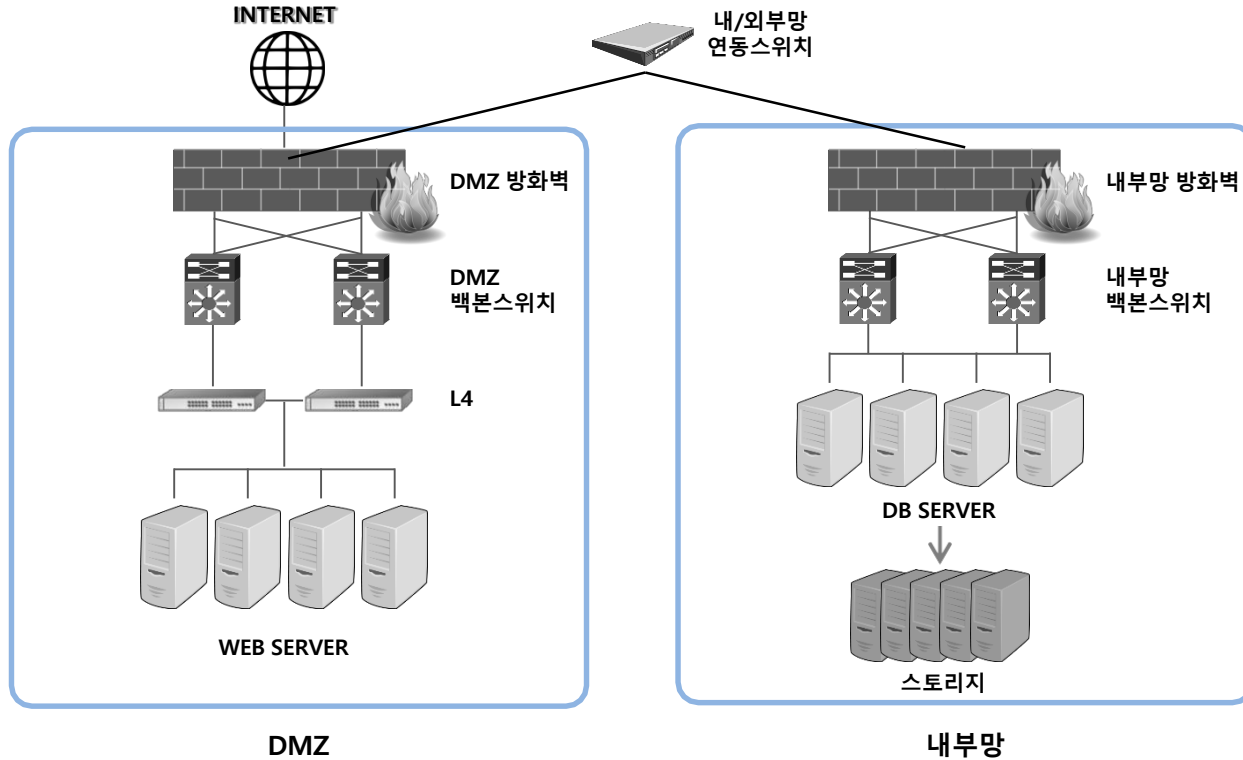 INTERNET
내/외부망
연동스위치
DMZ 방화벽
내부망 방화벽
DMZ
백본스위치
내부망
백본스위치
L4
DB SERVER
WEB SERVER
스토리지
DMZ
내부망